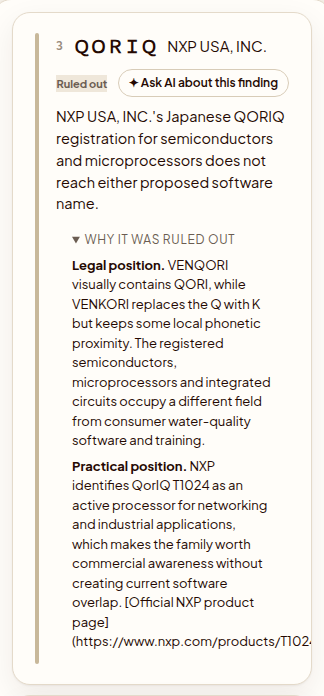 3 QORIQ NXP USA, INC.
Ruled out ✦ Ask AI about this finding
NXP USA, INC.'s Japanese QORIQ
registration for semiconductors
and microprocessors does not
reach either proposed software
name.
▼ WHY IT WAS RULED OUT
Legal position. VENQORI
visually contains QORI, while
VENKORI replaces the Q with K
but keeps some local phonetic
proximity. The registered
semiconductors,
microprocessors and integrated
circuits occupy a different field
from consumer water-quality
software and training.
Practical position. NXP
identifies QorIQ T1024 as an
active processor for networking
and industrial applications,
which makes the family worth
commercial awareness without
creating current software
overlap. [Official NXP product
page]
(https://www.nxp.com/products/T102